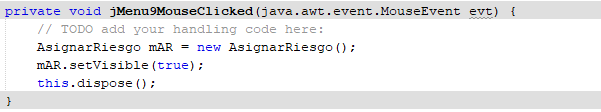 private void jMenu9MouseClicked(java.awt.event.MouseEvent evt) {
// TODO add your handling code here:
AsignarRiesgo mAR = new AsignarRiesgo();
mAR.setVisible(true);
this.dispose();
}